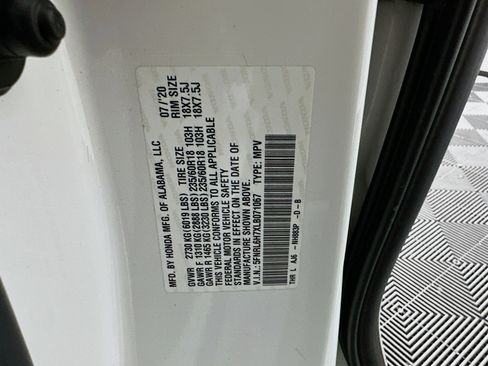 MFD. BY HONDA MFG. OF ALABAMA, LLC 07/'20
TIRE SIZE RIM SIZE
GVWR 2730 KG(6019 LBS)
GAWR F 1310 KG(2888 LBS) 235/60R18 103H 18X7.5J
GAWR R 1465 KG(3230 LBS) 235/60R18 103H 18X7.5J
THIS VEHICLE CONFORMS TO ALL APPLICABLE
FEDERAL MOTOR VEHICLE SAFETY
STANDARDS IN EFFECT ON THE DATE OF
MANUFACTURE SHOWN ABOVE.
V.I.N.: 5FNRL6H7XLB071067 TYPE: MPV
THR L AJ6 -NH883P -D-B